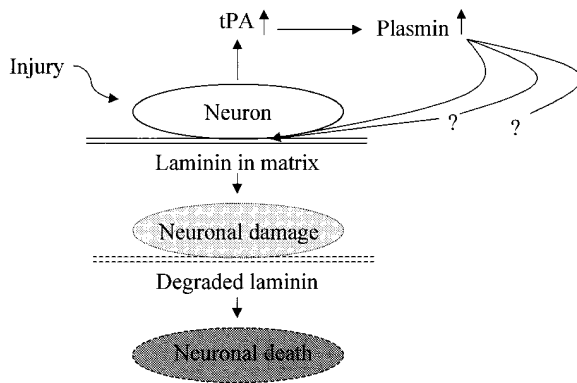 tPA ↑ → Plasmin ↑
Injury
Neuron
?
?
Laminin in matrix
Neuronal damage
Degraded laminin
Neuronal death